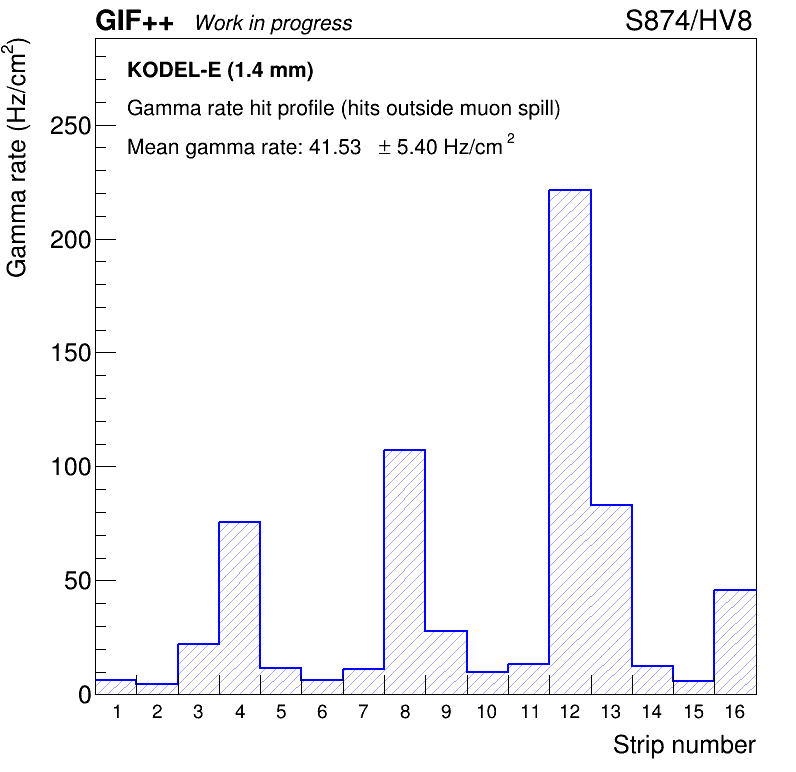 GIF++ Work in progress S874/HV8
Gamma rate (Hz/cm²)
KODEL-E (1.4 mm)
Gamma rate hit profile (hits outside muon spill)
Mean gamma rate: 41.53 ± 5.40 Hz/cm²
250
200
150
100
50
0
1 2 3 4 5 6 7 8 9 10 11 12 13 14 15 16
Strip number